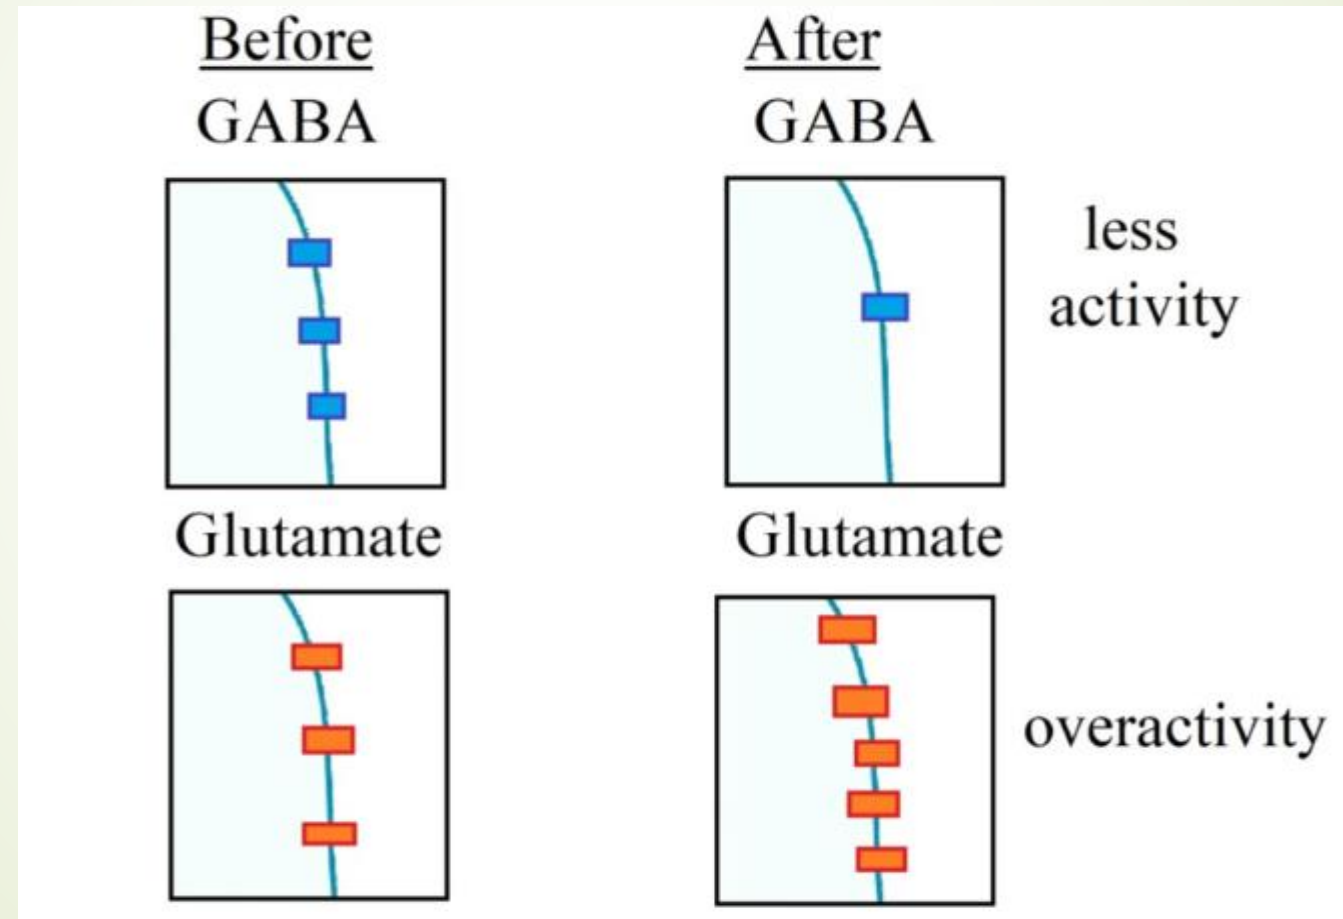 Before
After
GABA
GABA
less
activity
Glutamate
Glutamate
overactivity